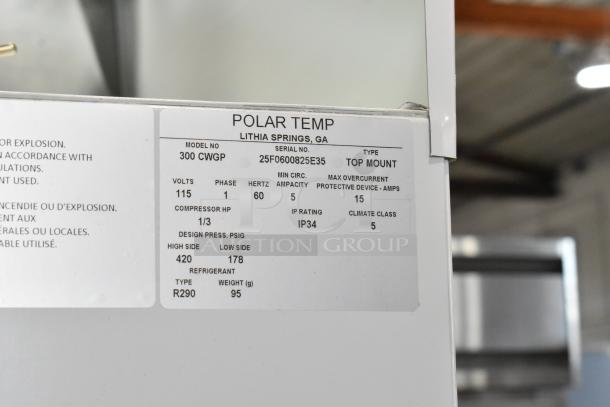 OR EXPLOSION.
N ACCORDANCE WITH
ULATIONS.
NT USED.
NCENDIE OU D'EXPLOSION.
ENT AUX
ÉRALES OU LOCALES.
ABLE UTILISÉ.
POLAR TEMP
LITHIA SPRINGS, GA
MODEL NO SERIAL NO. TYPE
300 CWGP 25F0600825E35 TOP MOUNT
VOLTS PHASE HERTZ MIN CIRC. AMPACITY MAX OVERCURRENT PROTECTIVE DEVICE - AMPS
115 1 60 5 15
COMPRESSOR HP IP RATING CLIMATE CLASS
1/3 IP34 5
DESIGN PRESS. PSIG
HIGH SIDE LOW SIDE
420 178
REFRIGERANT
TYPE WEIGHT (g)
R290 95
PCI
AUCTION GROUP